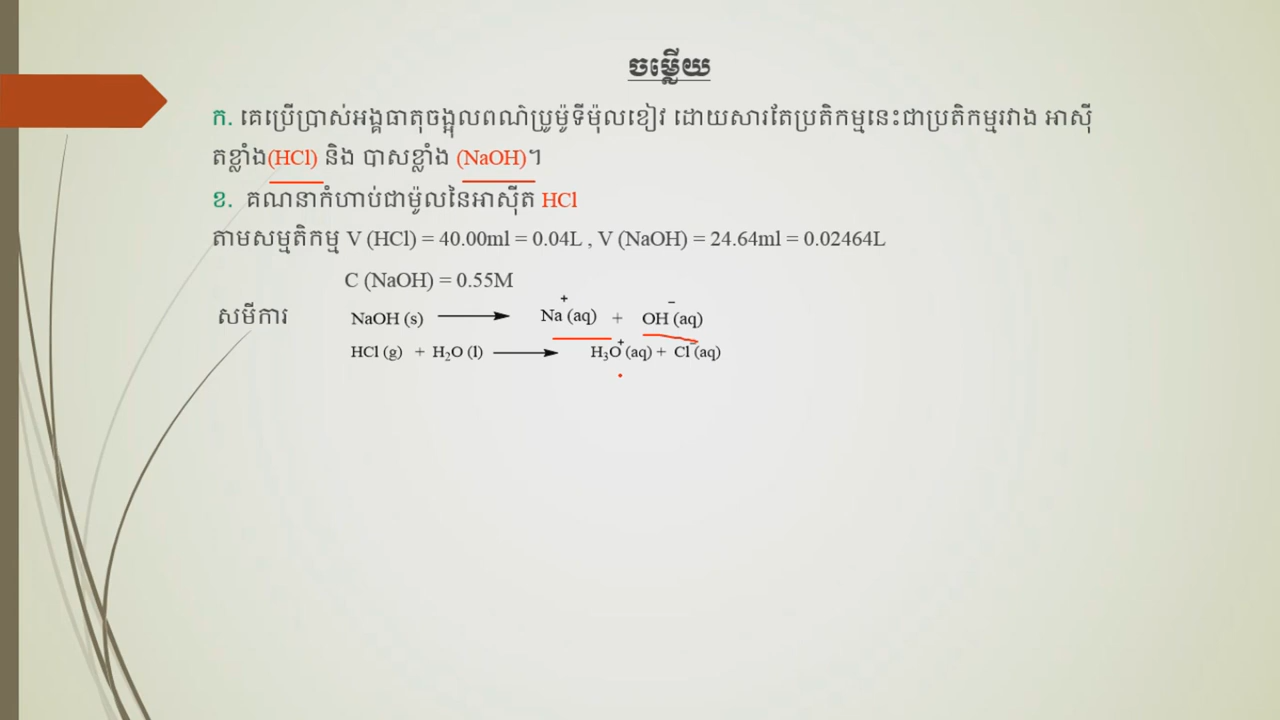 ចម្លើយ
ក. គេប្រើប្រាស់អង្គធាតុចង្អុលពណ៌ប្រូម៉ូទីម៉ុលខៀវ ដោយសារតែប្រតិកម្មនេះជាប្រតិកម្មរវាង អាស៊ី
តខ្លាំង(HCl) និង បាសខ្លាំង (NaOH)។
ខ. គណនាកំហាប់ជាម៉ូលនៃអាស៊ីត HCl
តាមសម្មតិកម្ម V (HCl) = 40.00ml = 0.04L , V (NaOH) = 24.64ml = 0.02464L
C (NaOH) = 0.55M
សមីការ NaOH (s) ⟶ Na⁺ (aq) + OH⁻ (aq)
HCl (g) + H₂O (l) ⟶ H₃O⁺ (aq) + Cl⁻ (aq)